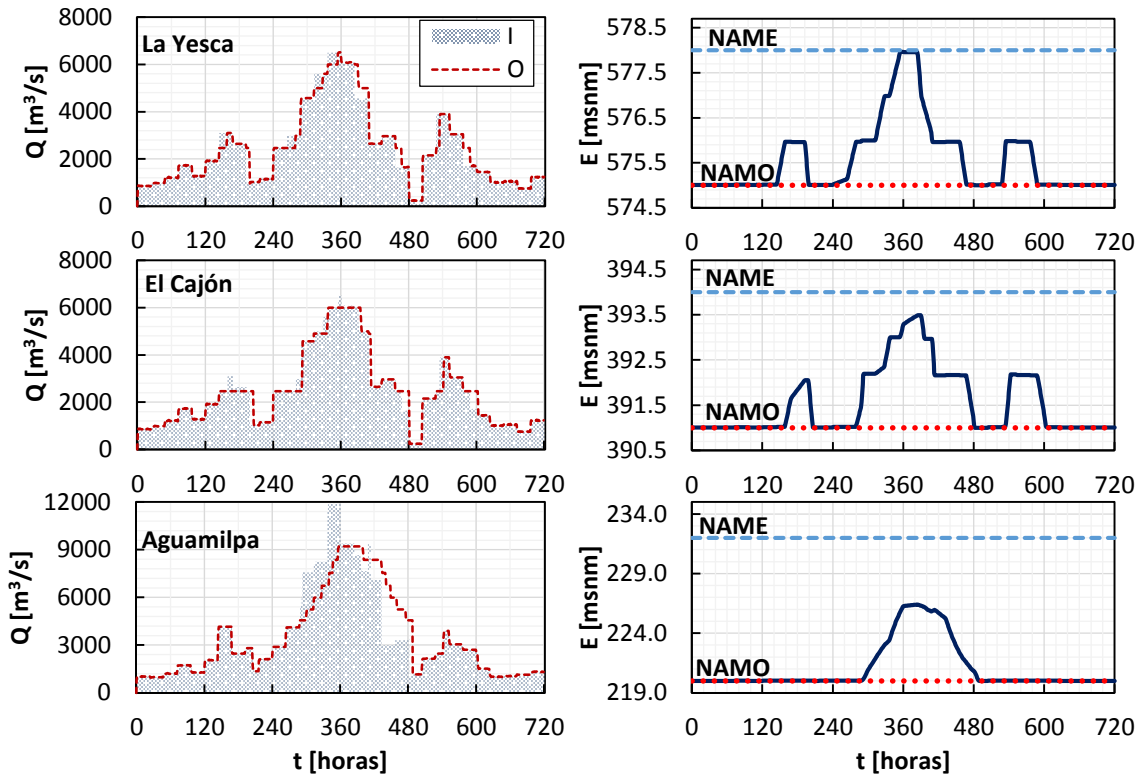 La Yesca
I
O
Q [m³/s]
8000
6000
4000
2000
0
0 120 240 360 480 600 720
NAME
NAMO
E [msnm]
578.5
577.5
576.5
575.5
574.5
0 120 240 360 480 600 720
El Cajón
Q [m³/s]
8000
6000
4000
2000
0
0 120 240 360 480 600 720
NAME
NAMO
E [msnm]
394.5
393.5
392.5
391.5
390.5
0 120 240 360 480 600 720
Aguamilpa
Q [m³/s]
12000
9000
6000
3000
0
0 120 240 360 480 600 720
t [horas]
NAME
NAMO
E [msnm]
234.0
229.0
224.0
219.0
0 120 240 360 480 600 720
t [horas]